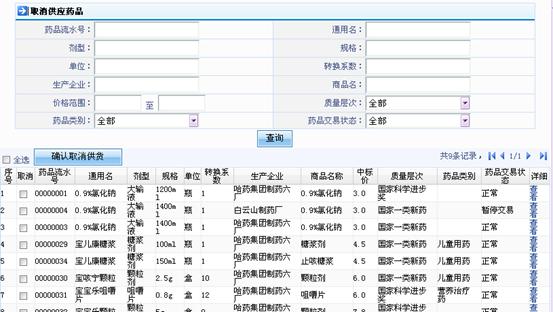 取消供应药品
药品流水号： 通用名：
剂型： 规格：
单位： 转换系数：
生产企业： 商品名：
价格范围： 至 质量层次： 全部
药品类别： 全部 药品交易状态： 全部
查询
全选 确认取消供货 共9条记录， 1/1
序号 取消 药品流水号 通用名 剂型 规格 单位 转换系数 生产企业 商品名称 中标价 质量层次 药品类别 药品交易状态 详细
1 00000001 0.9%氯化钠 大输液 1200ml 瓶 1 哈药集团制药六厂 0.9%氯化钠 3.0 国家科学进步奖 正常 查看
2 00000004 0.9%氯化钠 大输液 1400ml 瓶 1 白云山制药厂 0.9%氯化钠 3.0 国家一类新药 暂停交易 查看
3 00000003 0.9%氯化钠 大输液 1400ml 瓶 1 哈药集团制药六厂 0.9%氯化钠 3.0 国家一类新药 正常 查看
4 00000029 宝儿康糖浆 糖浆剂 100ml 瓶 1 哈药集团制药六厂 糖浆剂 4.5 国家一类新药 儿童用药 正常 查看
5 00000034 宝儿康糖浆 糖浆剂 150ml 瓶 1 哈药集团制药六厂 止咳糖浆 4.5 国家一类新药 儿童用药 正常 查看
6 00000030 宝咳宁颗粒 颗粒剂 2.5g 盒 10 哈药集团制药六厂 颗粒剂 6.0 国家一类新药 儿童用药 正常 查看
7 00000031 宝宝乐咀嚼片 咀嚼片 0.8g 盒 12 哈药集团制药六厂 咀嚼片 6.0 国家科学进步奖 营养治疗药 正常 查看